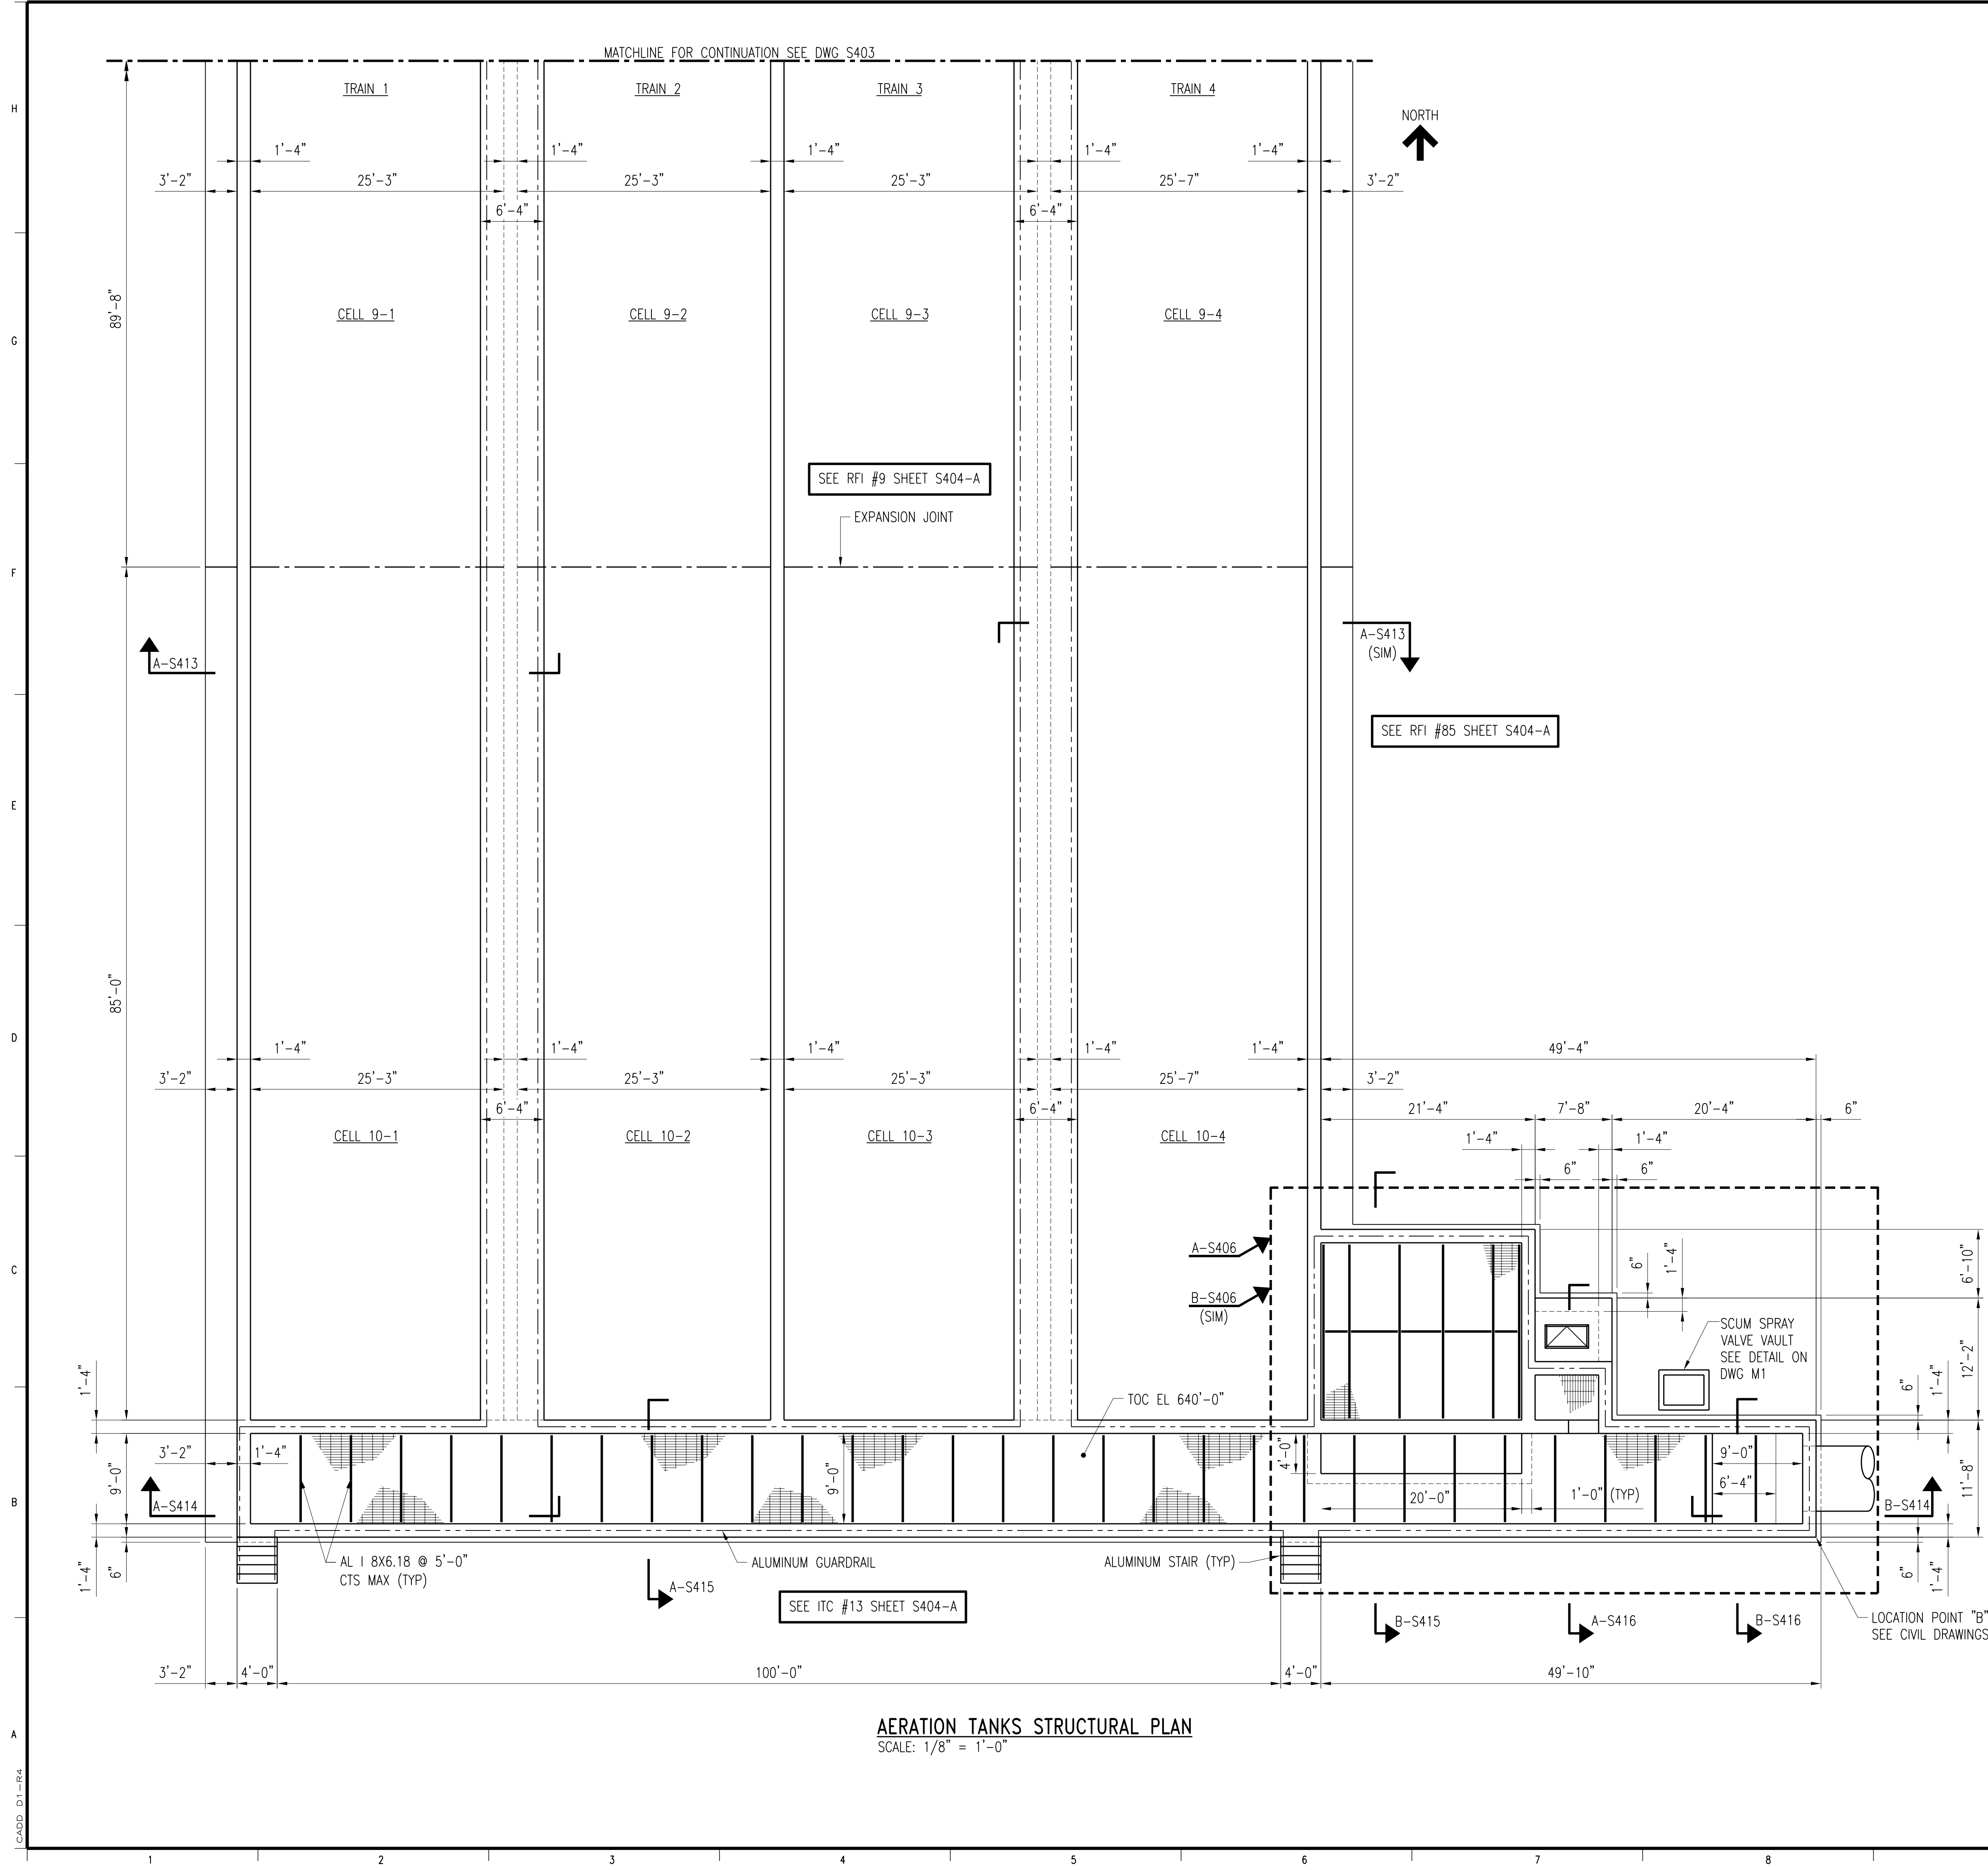 MATCHLINE FOR CONTINUATION SEE DWG S403
TRAIN 1
TRAIN 2
TRAIN 3
TRAIN 4
NORTH
H
1'-4"
1'-4"
1'-4"
1'-4"
1'-4"
3'-2"
25'-3"
25'-3"
25'-3"
25'-7"
3'-2"
6'-4"
6'-4"
89'-8"
CELL 9-1
CELL 9-2
CELL 9-3
CELL 9-4
G
SEE RFI #9 SHEET S404-A
EXPANSION JOINT
F
A-S413
A-S413
(SIM)
SEE RFI #85 SHEET S404-A
E
85'-0"
D
1'-4"
1'-4"
1'-4"
1'-4"
1'-4"
49'-4"
3'-2"
25'-3"
25'-3"
25'-3"
25'-7"
3'-2"
6'-4"
6'-4"
21'-4"
7'-8"
20'-4"
6"
CELL 10-1
CELL 10-2
CELL 10-3
CELL 10-4
1'-4"
1'-4"
6"
6"
A-S406
B-S406
(SIM)
C
6"
1'-4"
6'-10"
SCUM SPRAY
VALVE VAULT
SEE DETAIL ON
DWG M1
12'-2"
1'-4"
6"
1'-4"
TOC EL 640'-0"
3'-2"
1'-4"
9'-0"
9'-0"
4'-0"
9'-0"
6'-4"
11'-8"
20'-0"
1'-0" (TYP)
B
A-S414
B-S414
1'-4"
6"
AL I 8X6.18 @ 5'-0"
CTS MAX (TYP)
ALUMINUM GUARDRAIL
ALUMINUM STAIR (TYP)
6"
1'-4"
A-S415
SEE ITC #13 SHEET S404-A
B-S415
A-S416
B-S416
LOCATION POINT "B"
SEE CIVIL DRAWINGS
3'-2"
4'-0"
100'-0"
4'-0"
49'-10"
AERATION TANKS STRUCTURAL PLAN
SCALE: 1/8" = 1'-0"
A
CADD D1-R4
1
2
3
4
5
6
7
8